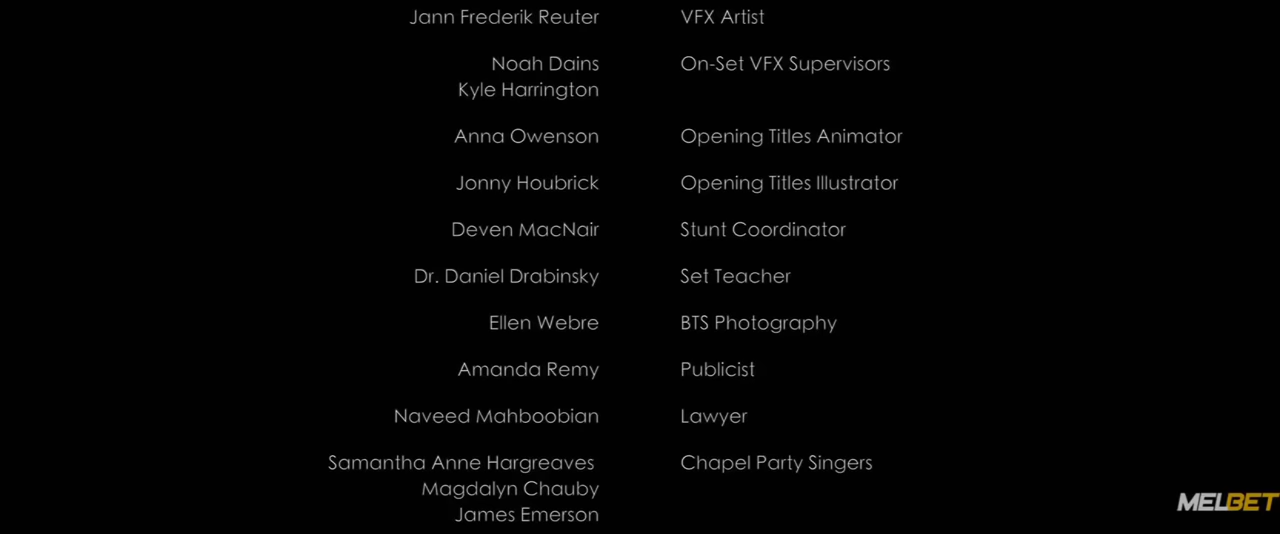 Jann Frederik Reuter VFX Artist
Noah Dains On-Set VFX Supervisors
Kyle Harrington
Anna Owenson Opening Titles Animator
Jonny Houbrick Opening Titles Illustrator
Deven MacNair Stunt Coordinator
Dr. Daniel Drabinsky Set Teacher
Ellen Webre BTS Photography
Amanda Remy Publicist
Naveed Mahboobian Lawyer
Samantha Anne Hargreaves Chapel Party Singers
Magdalyn Chauby
James Emerson
MELBET